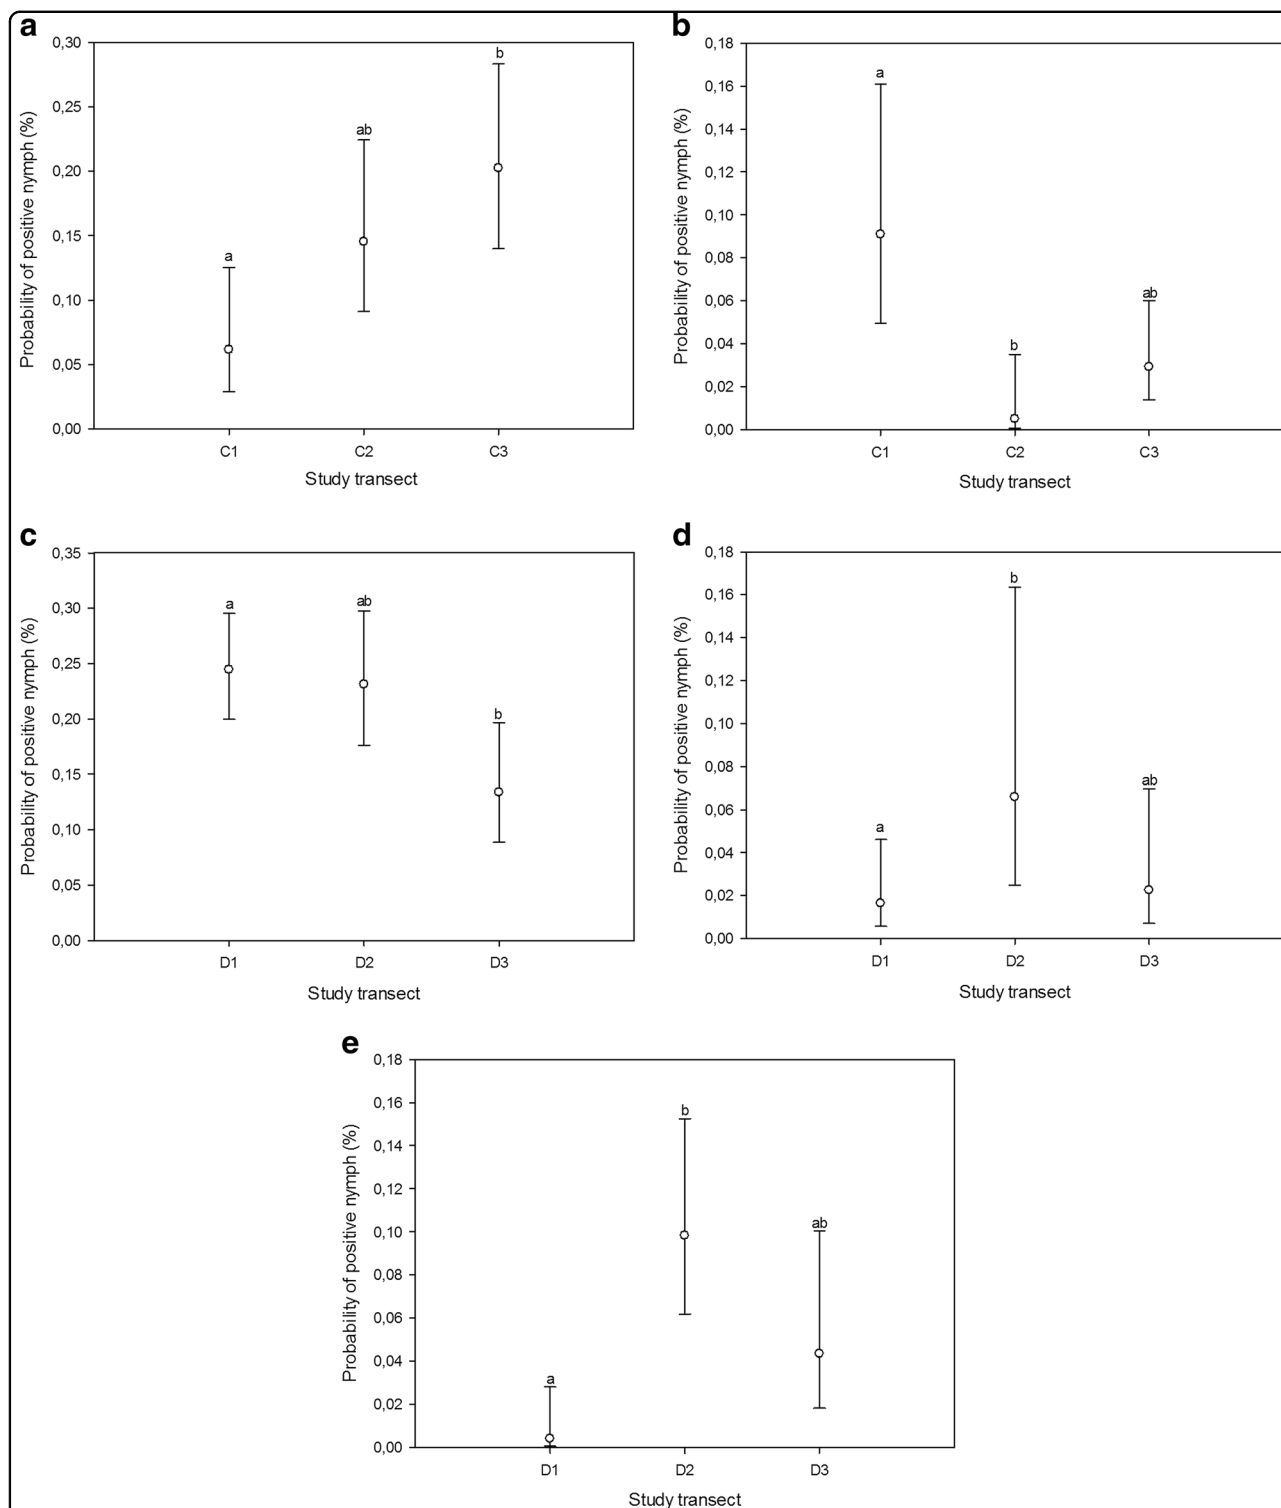 a
0,30
0,25
0,20
0,15
0,10
0,05
0,00
Probability of positive nymph (%)
a
ab
b
C1
C2
C3
Study transect
b
0,18
0,16
0,14
0,12
0,10
0,08
0,06
0,04
0,02
0,00
Probability of positive nymph (%)
a
b
ab
C1
C2
C3
Study transect
c
0,35
0,30
0,25
0,20
0,15
0,10
0,05
0,00
Probability of positive nymph (%)
a
ab
b
D1
D2
D3
Study transect
d
0,18
0,16
0,14
0,12
0,10
0,08
0,06
0,04
0,02
0,00
Probability of positive nymph (%)
a
b
ab
D1
D2
D3
Study transect
e
0,18
0,16
0,14
0,12
0,10
0,08
0,06
0,04
0,02
0,00
Probability of positive nymph (%)
a
b
ab
D1
D2
D3
Study transect